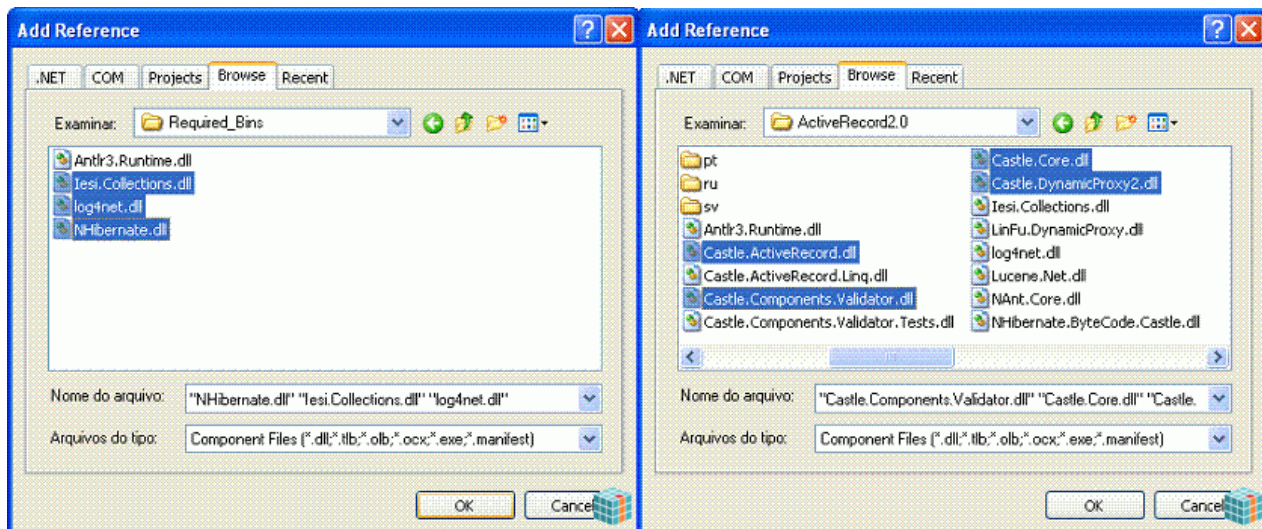 Add Reference
.NET COM Projects Browse Recent
Examinar: Required_Bins
Antlr3.Runtime.dll
Iesi.Collections.dll
log4net.dll
NHibernate.dll
Nome do arquivo: "NHibernate.dll" "Iesi.Collections.dll" "log4net.dll"
Arquivos do tipo: Component Files (*.dll;*.tlb;*.olb;*.ocx;*.exe;*.manifest)
OK Cancel
Add Reference
.NET COM Projects Browse Recent
Examinar: ActiveRecord2.0
pt
ru
sv
Antlr3.Runtime.dll
Castle.ActiveRecord.dll
Castle.ActiveRecord.Linq.dll
Castle.Components.Validator.dll
Castle.Components.Validator.Tests.dll
Castle.Core.dll
Castle.DynamicProxy2.dll
Iesi.Collections.dll
LinFu.DynamicProxy.dll
log4net.dll
Lucene.Net.dll
NAnt.Core.dll
NHibernate.ByteCode.Castle.dll
Nome do arquivo: "Castle.Components.Validator.dll" "Castle.Core.dll" "Castle.
Arquivos do tipo: Component Files (*.dll;*.tlb;*.olb;*.ocx;*.exe;*.manifest)
OK Cancel